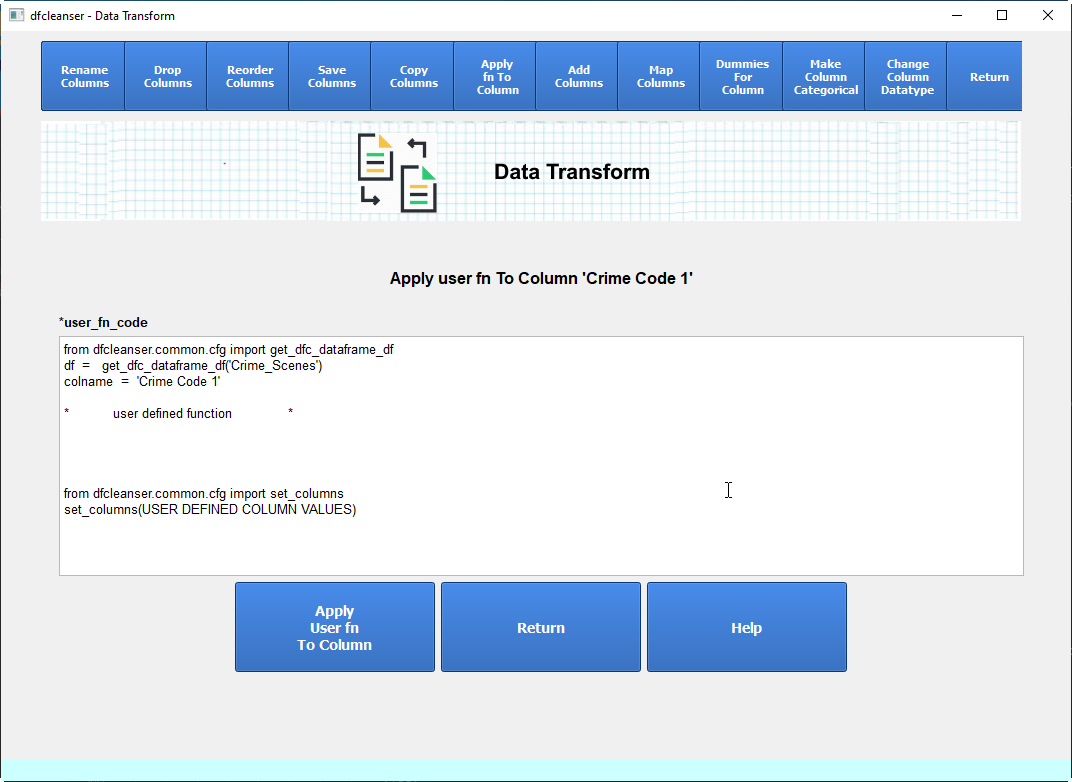 dfcleanser - Data Transform
Rename
Columns
Drop
Columns
Reorder
Columns
Save
Columns
Copy
Columns
Apply
fn To
Column
Add
Columns
Map
Columns
Dummies
For
Column
Make
Column
Categorical
Change
Column
Datatype
Return
Data Transform
Apply user fn To Column 'Crime Code 1'
*user_fn_code
from dfcleanser.common.cfg import get_dfc_dataframe_df
df = get_dfc_dataframe_df('Crime_Scenes')
colname = 'Crime Code 1'
* user defined function *
from dfcleanser.common.cfg import set_columns
set_columns(USER DEFINED COLUMN VALUES)
Apply
User fn
To Column
Return
Help